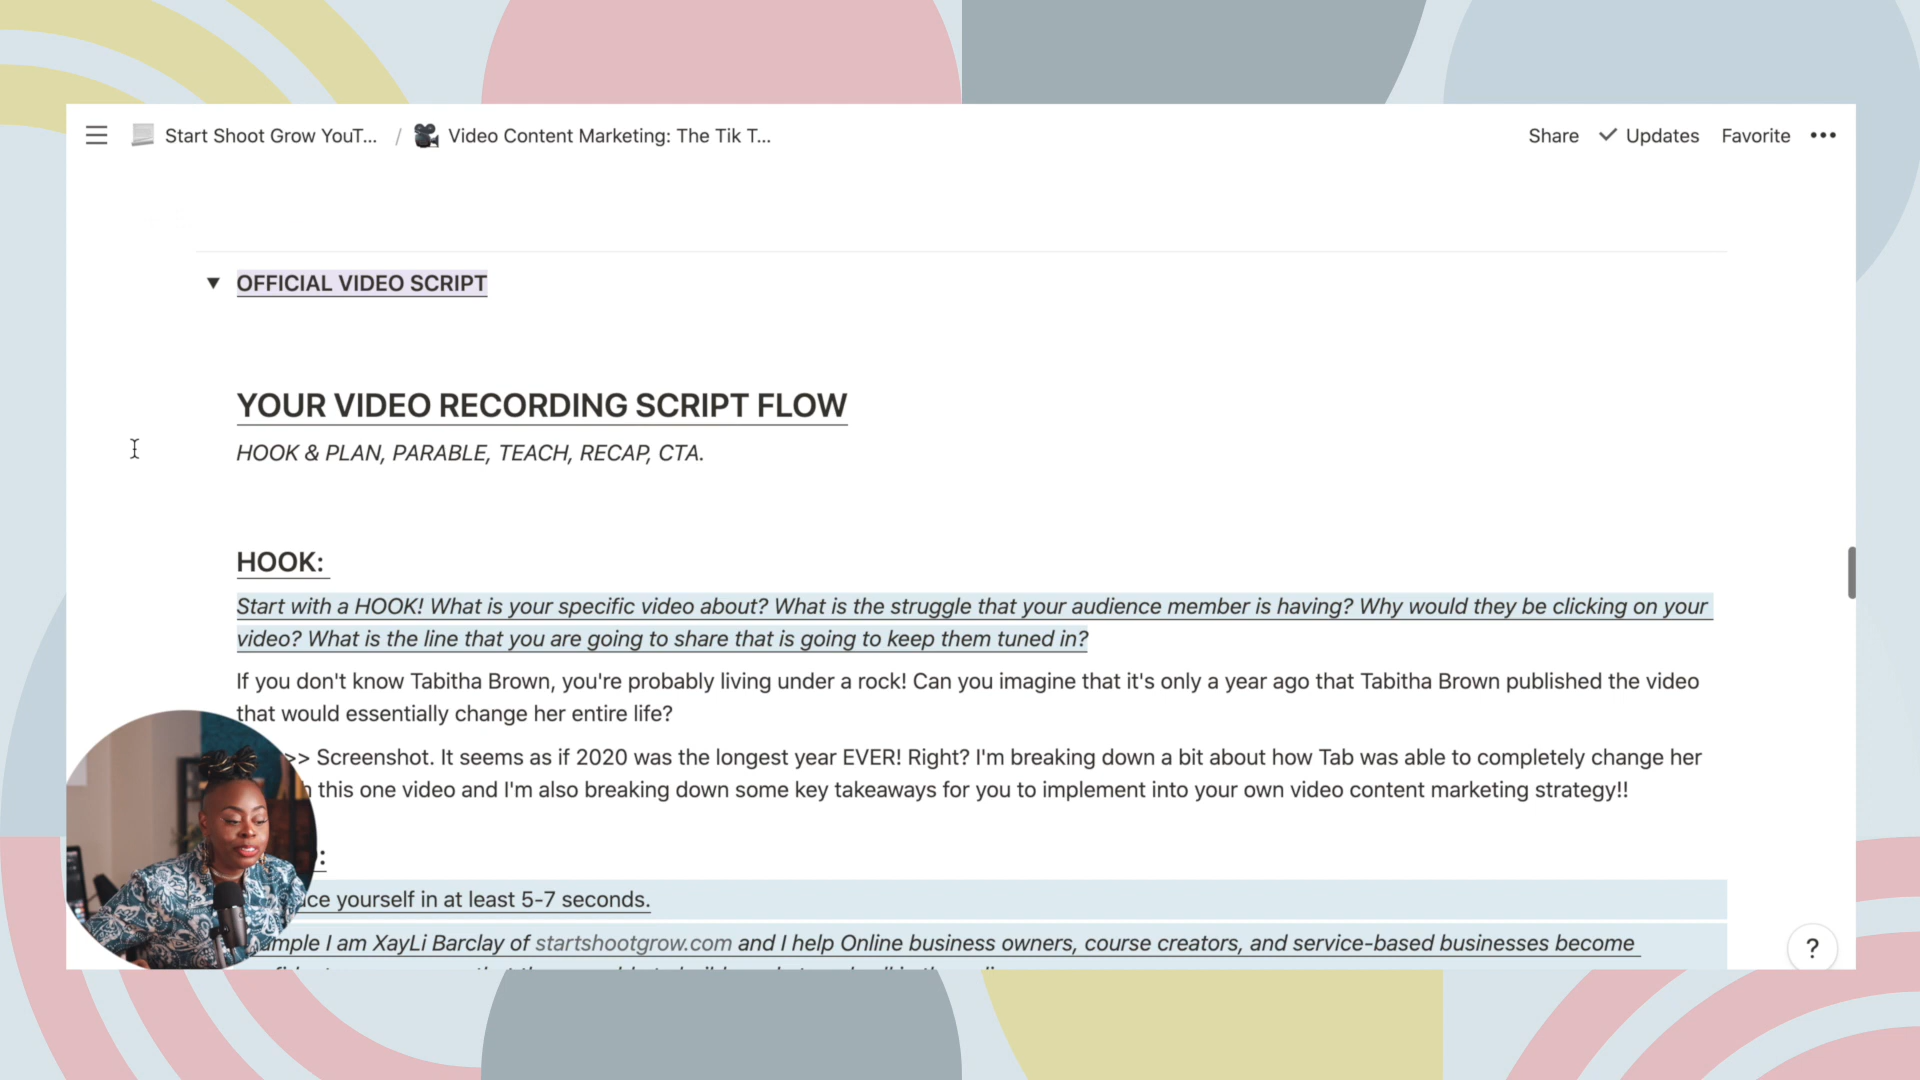 Start Shoot Grow YouT... / Video Content Marketing: The Tik T... Share Updates Favorite •••
OFFICIAL VIDEO SCRIPT
YOUR VIDEO RECORDING SCRIPT FLOW
HOOK & PLAN, PARABLE, TEACH, RECAP, CTA.
HOOK:
Start with a HOOK! What is your specific video about? What is the struggle that your audience member is having? Why would they be clicking on your
video? What is the line that you are going to share that is going to keep them tuned in?
If you don't know Tabitha Brown, you're probably living under a rock! Can you imagine that it's only a year ago that Tabitha Brown published the video
that would essentially change her entire life?
>> Screenshot. It seems as if 2020 was the longest year EVER! Right? I'm breaking down a bit about how Tab was able to completely change her
this one video and I'm also breaking down some key takeaways for you to implement into your own video content marketing strategy!!
:
yourself in at least 5-7 seconds.
I am XayLi Barclay of startshootgrow.com and I help Online business owners, course creators, and service-based businesses become
?